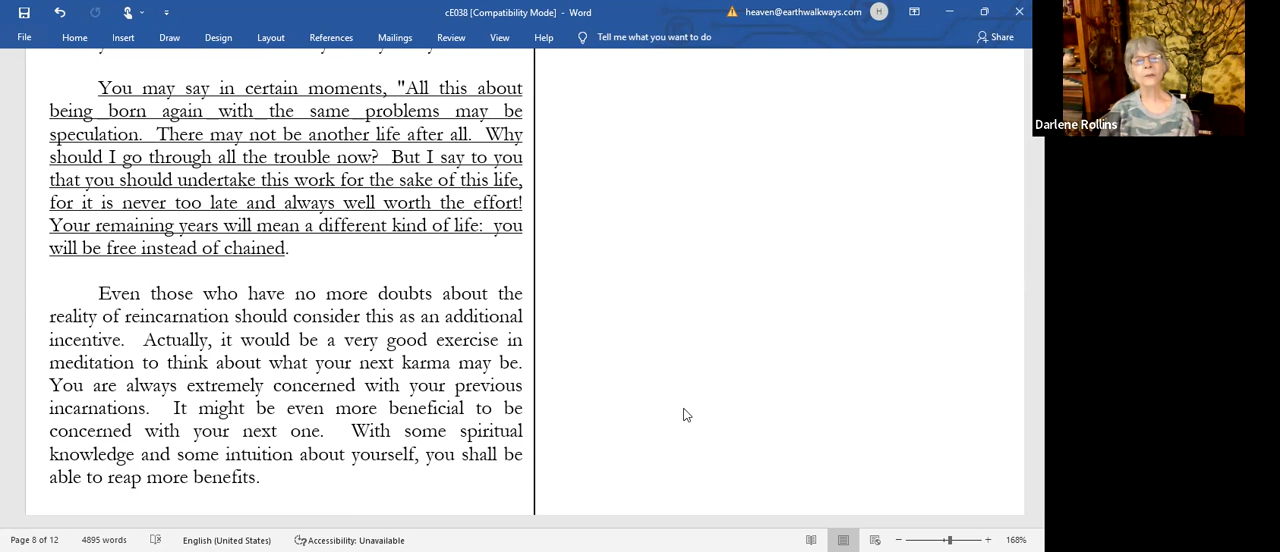 cE038 [Compatibility Mode] - Word
heaven@earthwalkways.com
H
File Home Insert Draw Design Layout References Mailings Review View Help Tell me what you want to do Share
Darlene Rollins
You may say in certain moments, "All this about
being born again with the same problems may be
speculation. There may not be another life after all. Why
should I go through all the trouble now? But I say to you
that you should undertake this work for the sake of this life,
for it is never too late and always well worth the effort!
Your remaining years will mean a different kind of life: you
will be free instead of chained.
Even those who have no more doubts about the
reality of reincarnation should consider this as an additional
incentive. Actually, it would be a very good exercise in
meditation to think about what your next karma may be.
You are always extremely concerned with your previous
incarnations. It might be even more beneficial to be
concerned with your next one. With some spiritual
knowledge and some intuition about yourself, you shall be
able to reap more benefits.
Page 8 of 12 4895 words English (United States) Accessibility: Unavailable 168%